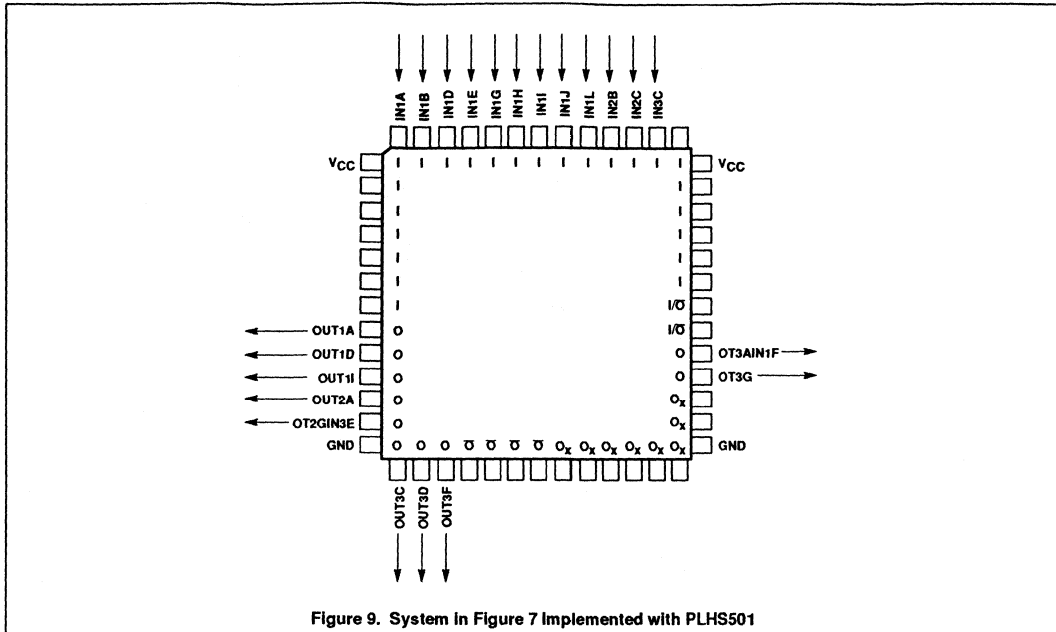 IN1A IN1B IN1D IN1E IN1G IN1H IN1I IN1J IN1L IN2B IN2C IN3C
VCC I I I I I I I I I I I I I VCC
I I
I I
I I
I I
I I
I I/O̅
OUT1A O I/O̅
OUT1D O O OT3AIN1F
OUT1I O O OT3G
OUT2A O OX
OT2GIN3E O OX
GND O O O O̅ O̅ O̅ O̅ OX OX OX OX OX OX GND
OUT3C OUT3D OUT3F
Figure 9. System in Figure 7 Implemented with PLHS501